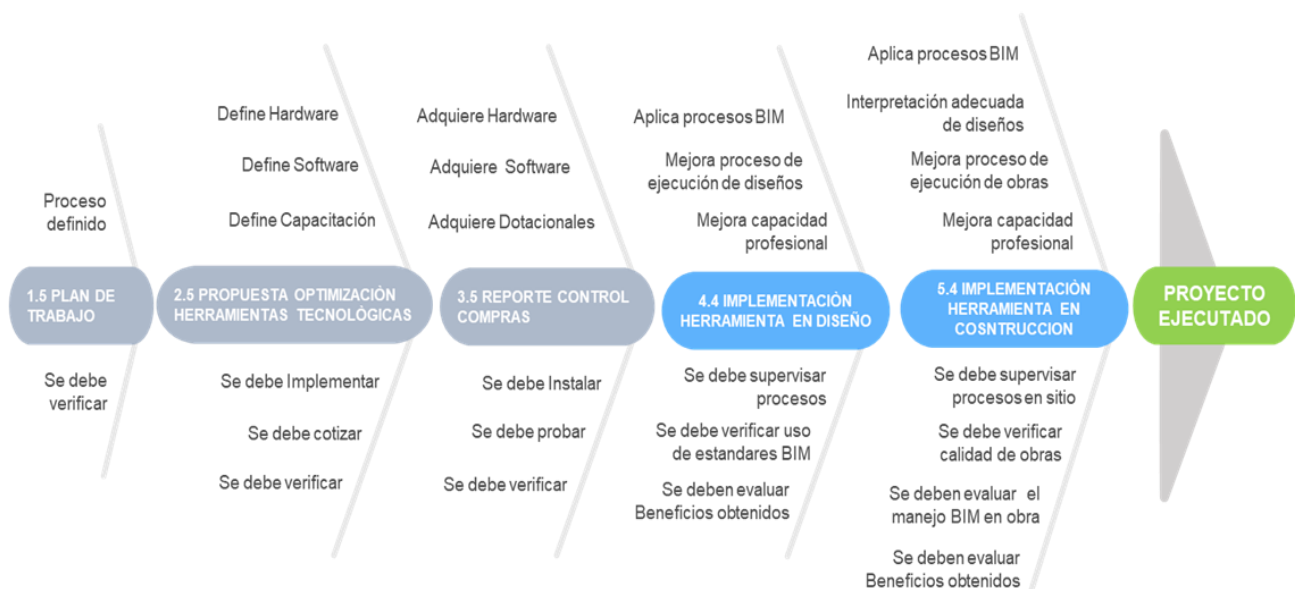 Proceso
definido
1.5 PLAN DE
TRABAJO
Se debe
verificar
Define Hardware
Define Software
Define Capacitación
2.5 PROPUESTA OPTIMIZACIÒN
HERRAMIENTAS TECNOLÓGICAS
Se debe Implementar
Se debe cotizar
Se debe verificar
Adquiere Hardware
Adquiere Software
Adquiere Dotacionales
3.5 REPORTE CONTROL
COMPRAS
Se debe Instalar
Se debe probar
Se debe verificar
Aplica procesos BIM
Mejora proceso de
ejecución de diseños
Mejora capacidad
profesional
4.4 IMPLEMENTACIÒN
HERRAMIENTA EN DISEÑO
Se debe supervisar
procesos
Se debe verificar uso
de estandares BIM
Se deben evaluar
Beneficios obtenidos
Aplica procesos BIM
Interpretación adecuada
de diseños
Mejora proceso de
ejecución de obras
Mejora capacidad
profesional
5.4 IMPLEMENTACIÒN
HERRAMIENTA EN
COSNTRUCCION
Se debe supervisar
procesos en sitio
Se debe verificar
calidad de obras
Se deben evaluar el
manejo BIM en obra
Se deben evaluar
Beneficios obtenidos
PROYECTO
EJECUTADO